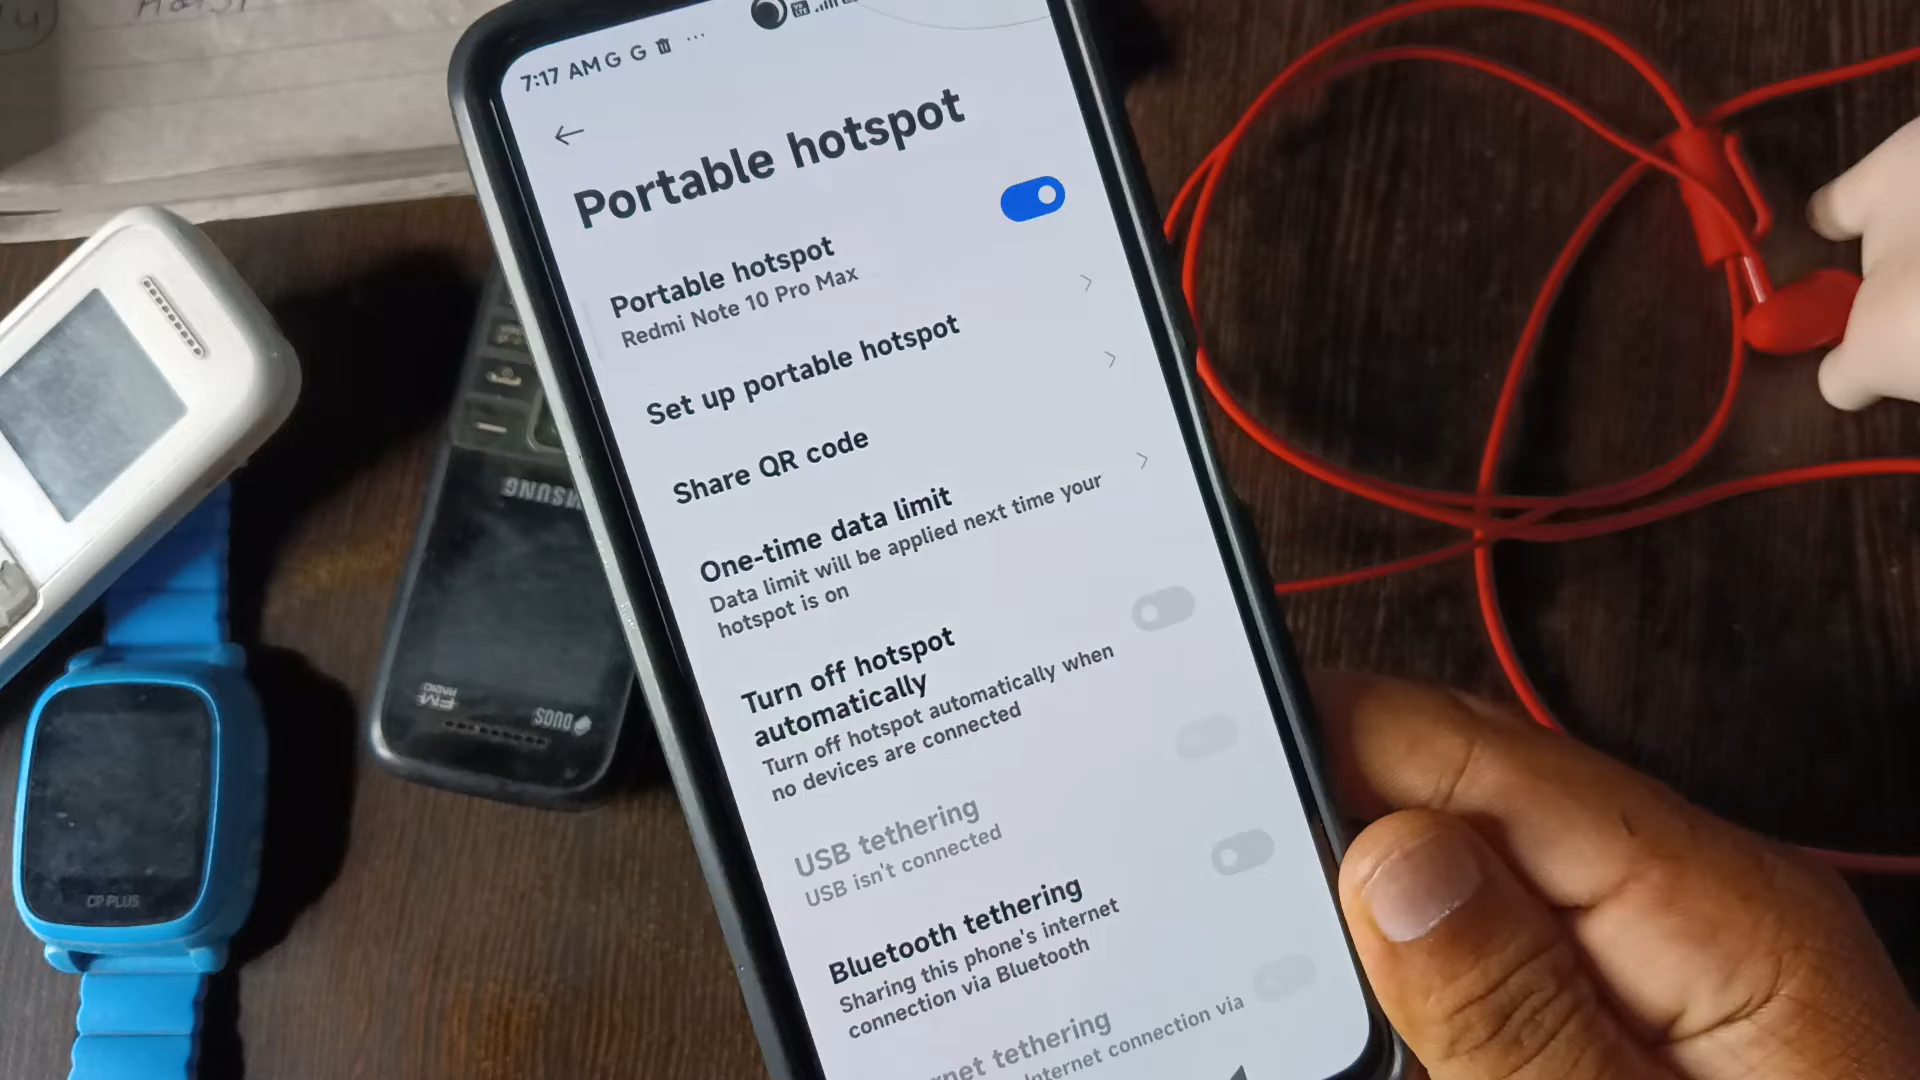 Hotsp
7:17 AM G G
Portable hotspot
Portable hotspot
Redmi Note 10 Pro Max
Set up portable hotspot
Share QR code
One-time data limit
Data limit will be applied next time your
hotspot is on
Turn off hotspot
automatically
Turn off hotspot automatically when
no devices are connected
USB tethering
USB isn't connected
Bluetooth tethering
Sharing this phone's internet
connection via Bluetooth
rnet tethering
Internet connection via
SAMSUNG
FM
RADIO
DUOS
CP PLUS